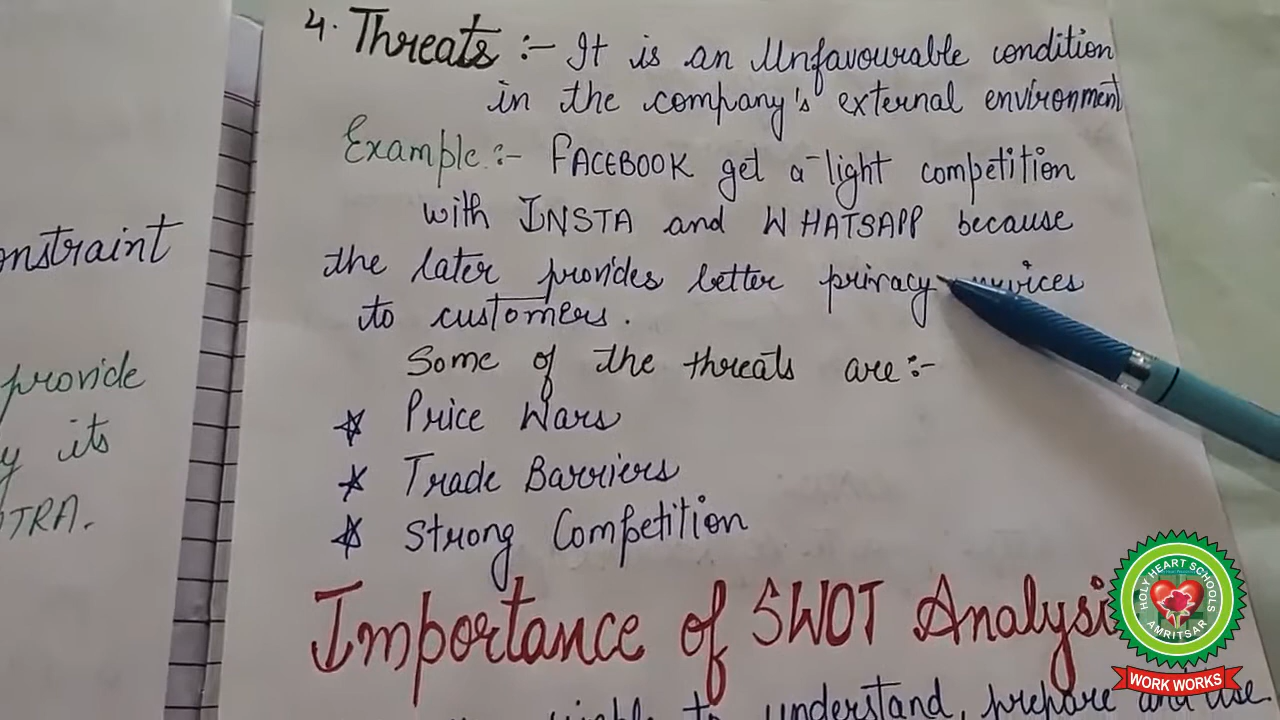 4. Threats :- It is an Unfavourable condition
in the company's external environment
Example :- FACEBOOK get a light competition
with INSTA and WHATSAPP because
the later provides better privacy
to customers.
Some of the threats are :-
Price Wars
Trade Barriers
Strong Competition
Importance of SWOT
to understand, prepare and use
onstraint
provide
y its
TRA.
HOLY HEART SCHOOLS
AMRITSAR
WORK WORKS